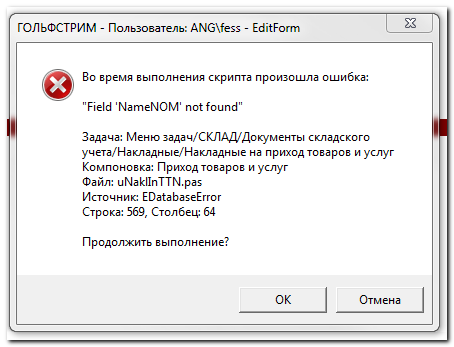 ГОЛЬФСТРИМ - Пользователь: ANG\fess - EditForm
Во время выполнения скрипта произошла ошибка:
"Field 'NameNOM' not found"
Задача: Меню задач/СКЛАД/Документы складского
учета/Накладные/Накладные на приход товаров и услуг
Компоновка: Приход товаров и услуг
Файл: uNaklInTTN.pas
Источник: EDatabaseError
Строка: 569, Столбец: 64
Продолжить выполнение?
ОК Отмена